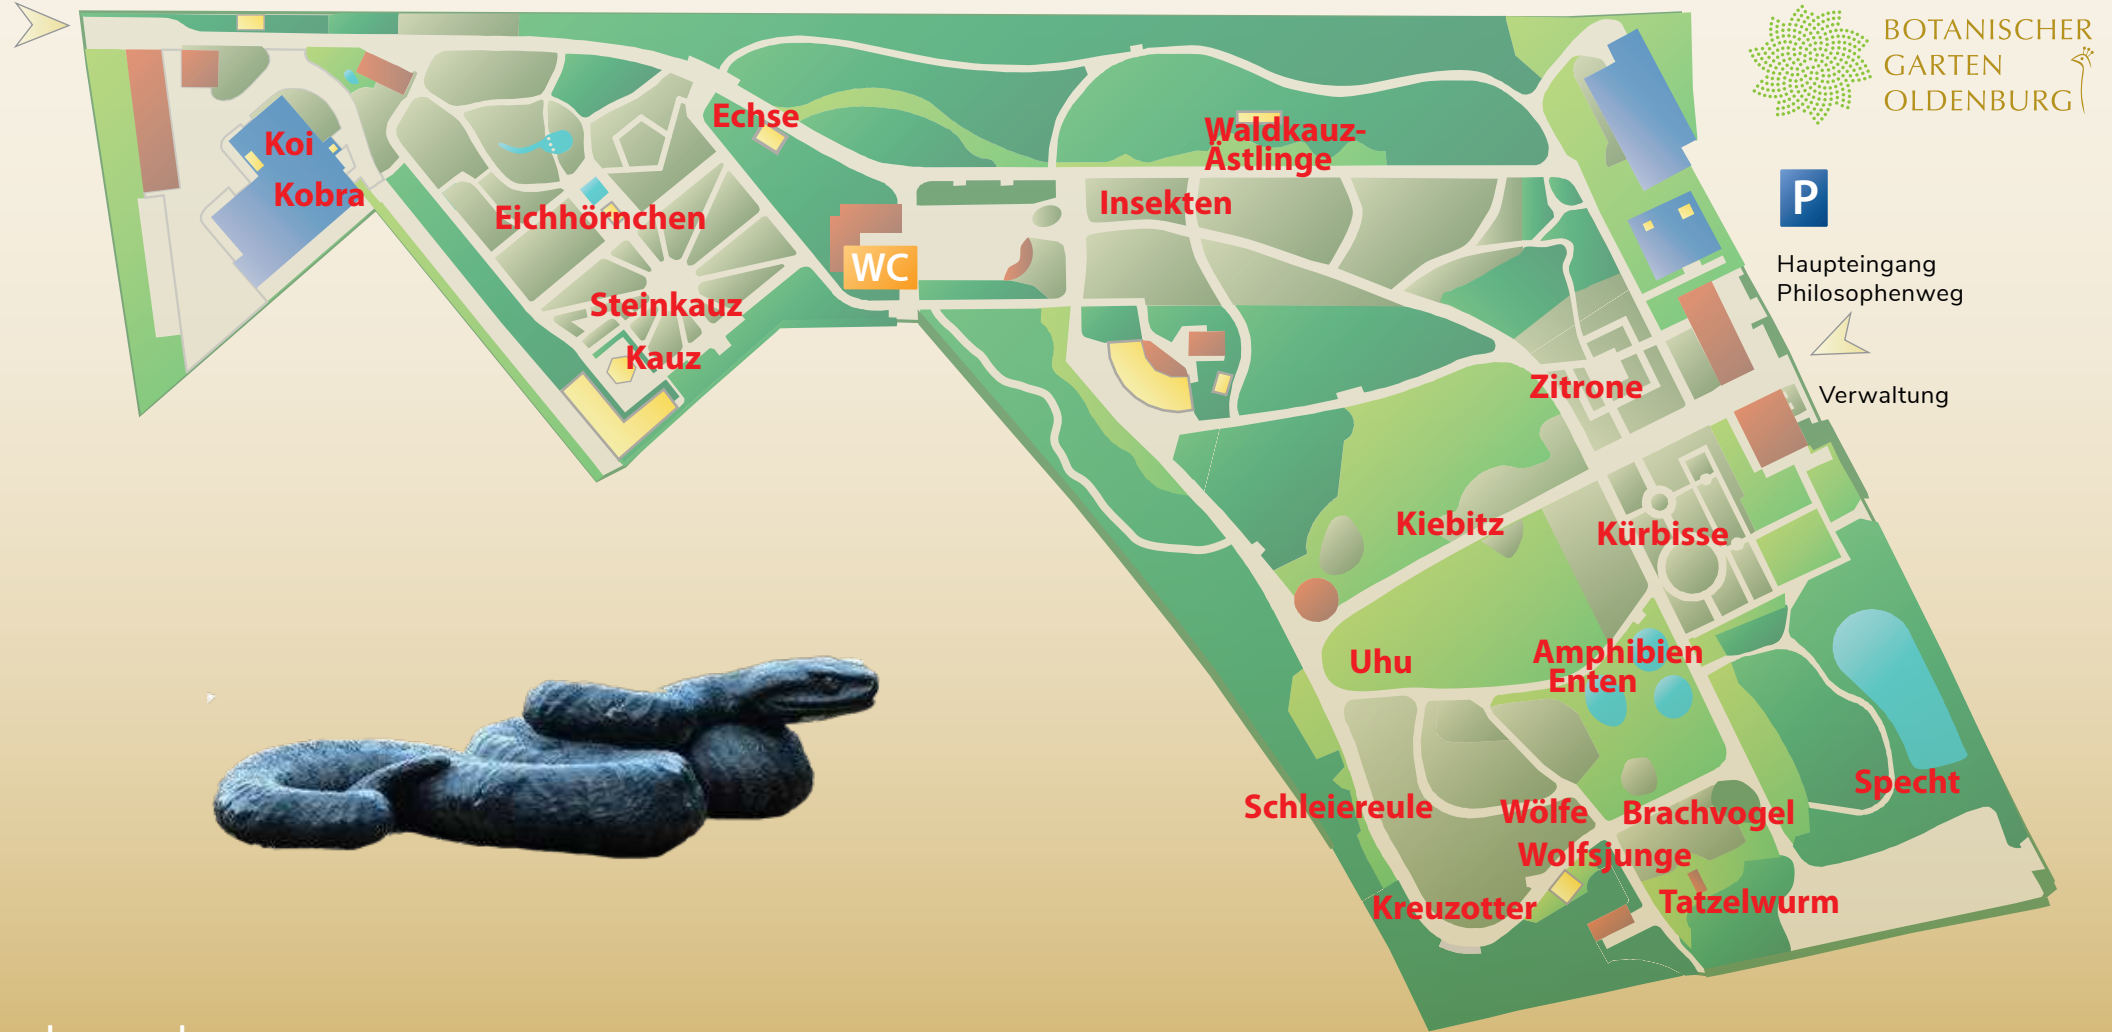 BOTANISCHER
GARTEN
OLDENBURG
P
Haupteingang
Philosophenweg
Verwaltung
Echse
Koi
Kobra
Waldkauz-
Ästlinge
Insekten
Eichhörnchen
WC
Steinkauz
Kauz
Zitrone
Kiebitz
Kürbisse
Uhu
Amphibien
Enten
Specht
Schleiereule
Wölfe
Brachvogel
Wolfsjunge
Kreuzotter
Tatzelwurm